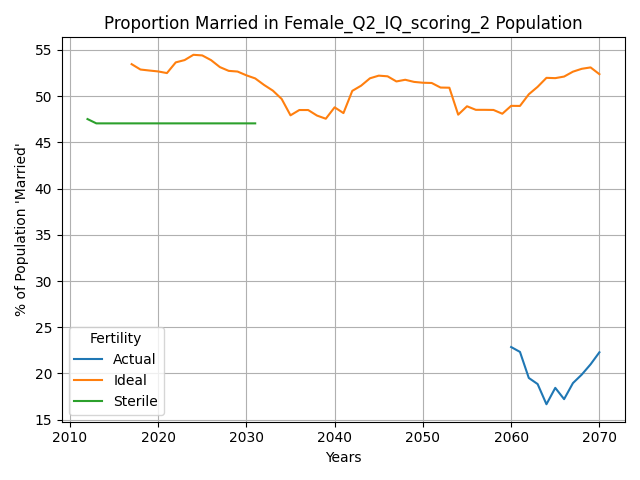 Proportion Married in Female_Q2_IQ_scoring_2 Population
% of Population 'Married'
55
50
45
40
35
30
25
20
15
Fertility
Actual
Ideal
Sterile
2010 2020 2030 2040 2050 2060 2070
Years